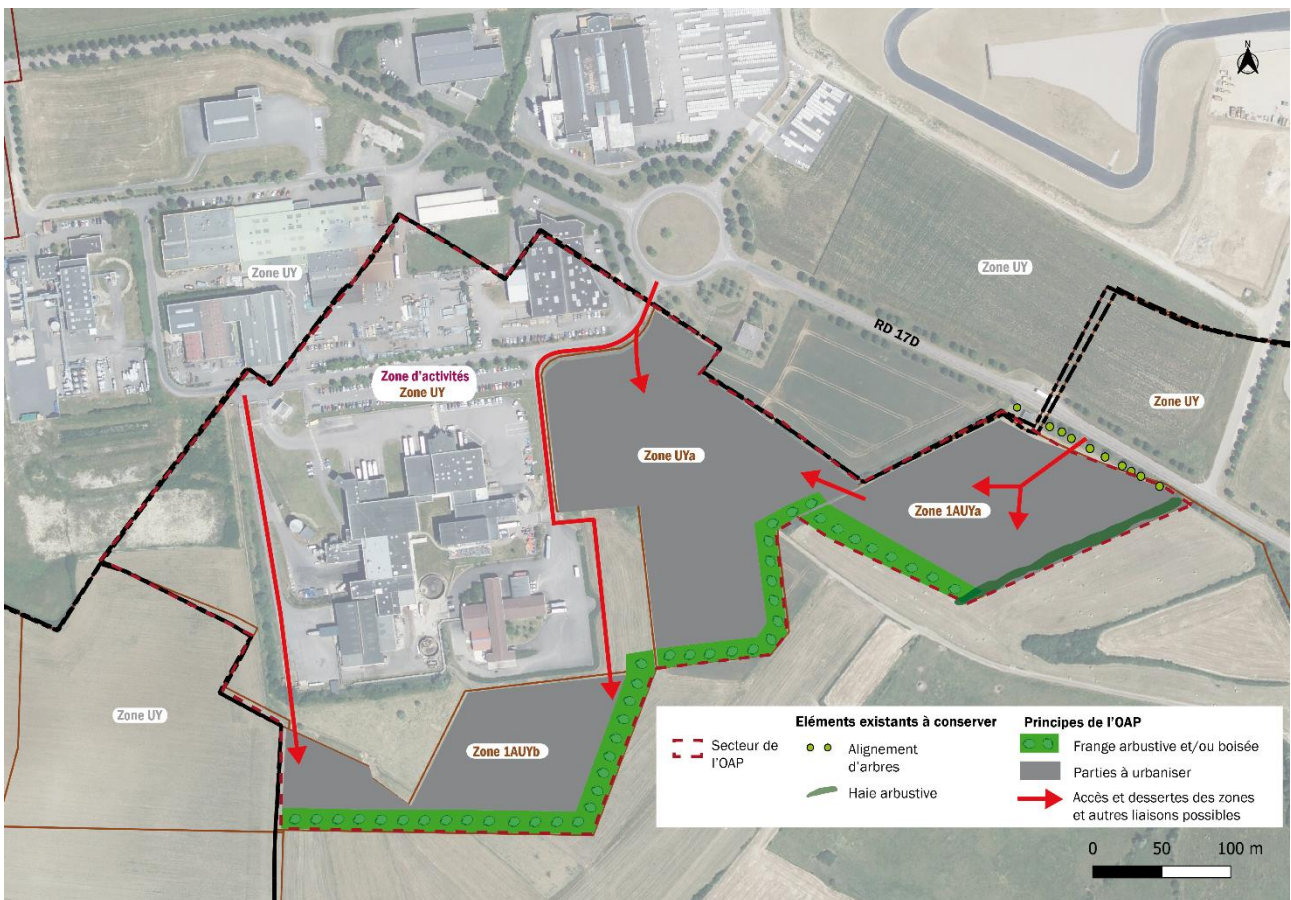 N
Zone UY
Zone UY
RD 17D
Zone d'activités
Zone UY
Zone UY
Zone UYa
Zone 1AUYa
Zone UY
Zone 1AUYb
Secteur de
l'OAP
Eléments existants à conserver
Alignement
d'arbres
Haie arbustive
Principes de l'OAP
Frange arbustive et/ou boisée
Parties à urbaniser
Accès et dessertes des zones
et autres liaisons possibles
0 50 100 m